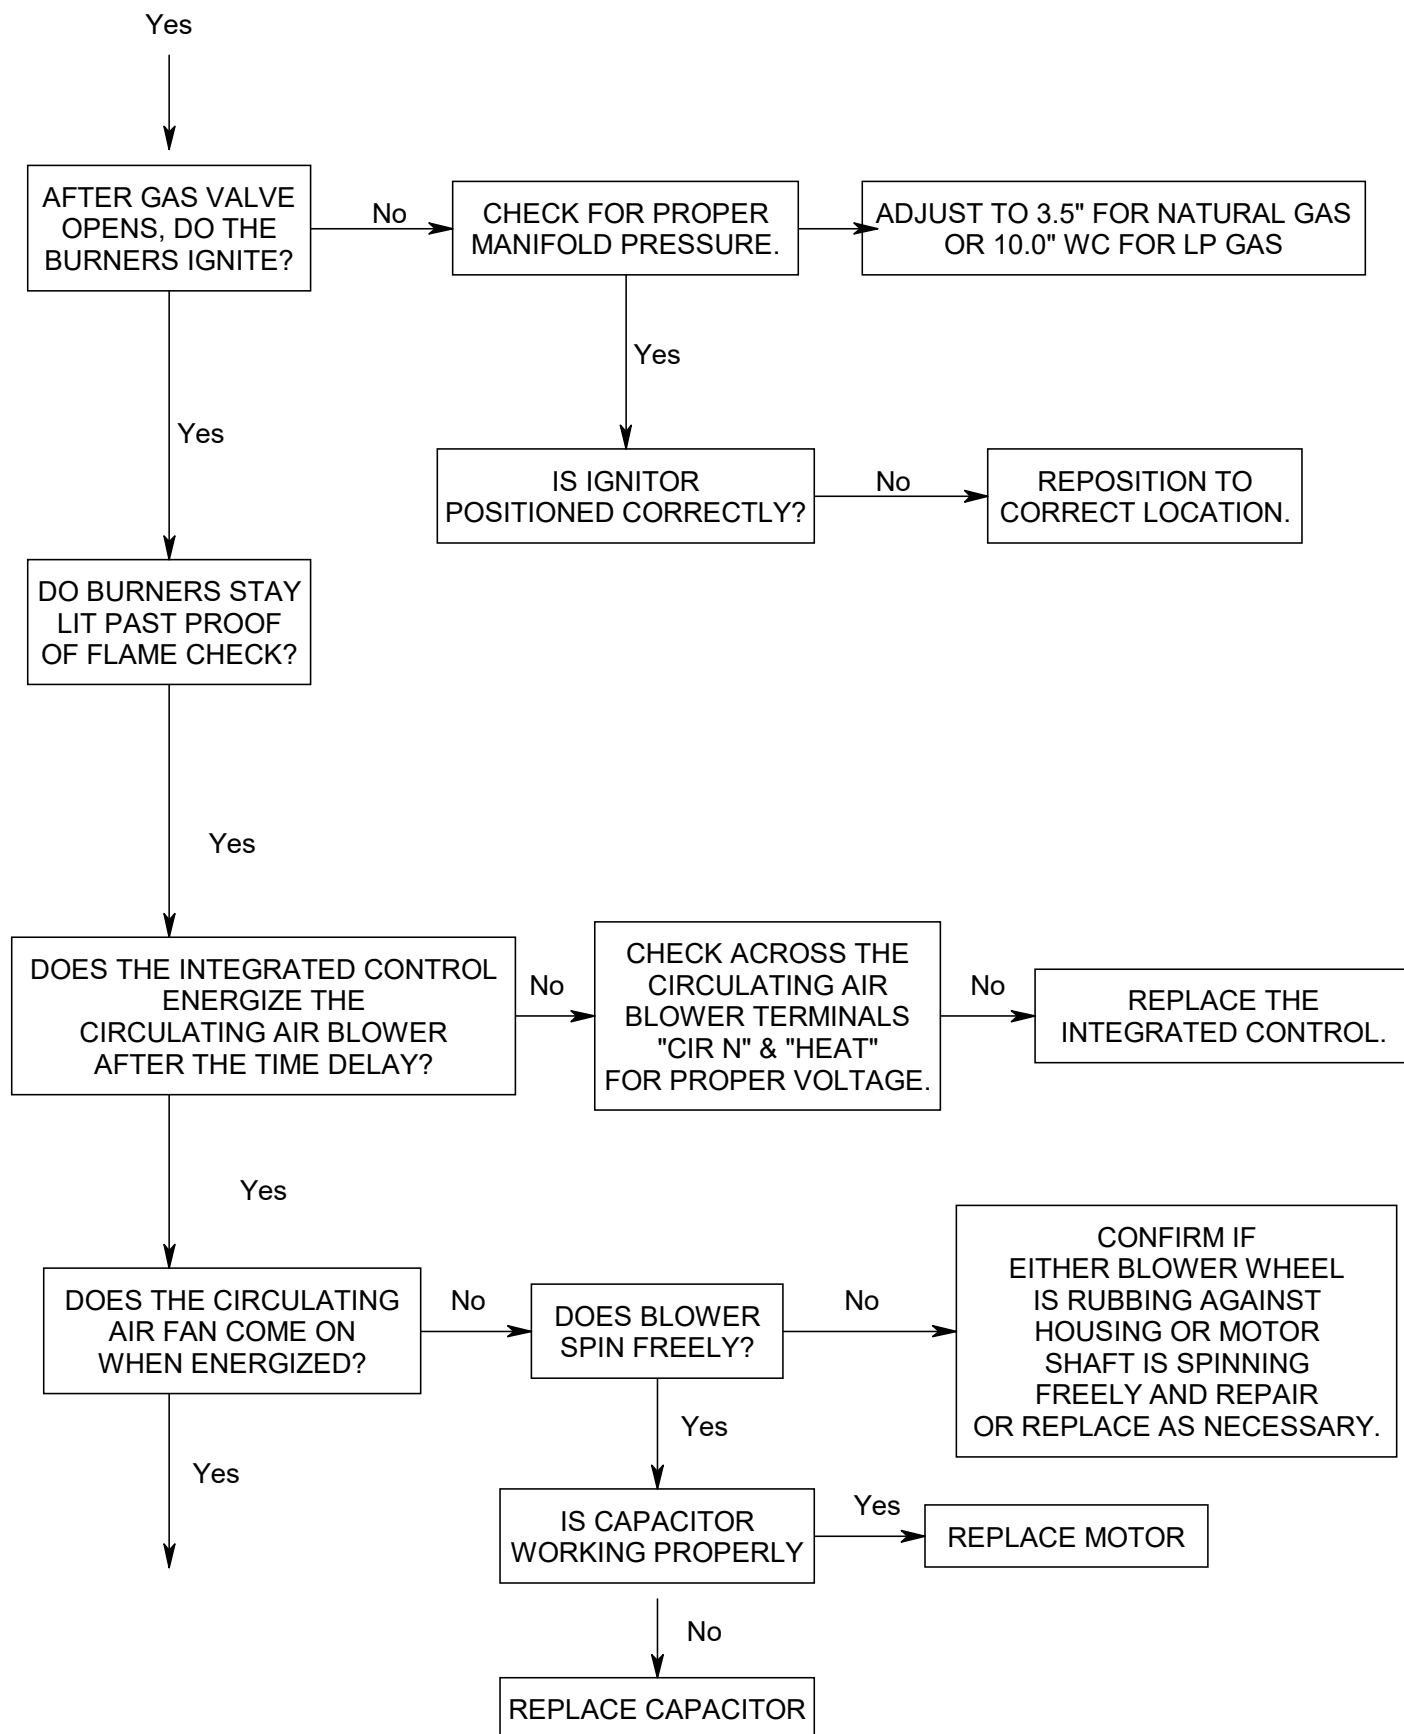 Yes
AFTER GAS VALVE
OPENS, DO THE
BURNERS IGNITE?
No
CHECK FOR PROPER
MANIFOLD PRESSURE.
ADJUST TO 3.5" FOR NATURAL GAS
OR 10.0" WC FOR LP GAS
Yes
Yes
IS IGNITOR
POSITIONED CORRECTLY?
No
REPOSITION TO
CORRECT LOCATION.
DO BURNERS STAY
LIT PAST PROOF
OF FLAME CHECK?
Yes
DOES THE INTEGRATED CONTROL
ENERGIZE THE
CIRCULATING AIR BLOWER
AFTER THE TIME DELAY?
No
CHECK ACROSS THE
CIRCULATING AIR
BLOWER TERMINALS
"CIR N" & "HEAT"
FOR PROPER VOLTAGE.
No
REPLACE THE
INTEGRATED CONTROL.
Yes
DOES THE CIRCULATING
AIR FAN COME ON
WHEN ENERGIZED?
No
DOES BLOWER
SPIN FREELY?
No
CONFIRM IF
EITHER BLOWER WHEEL
IS RUBBING AGAINST
HOUSING OR MOTOR
SHAFT IS SPINNING
FREELY AND REPAIR
OR REPLACE AS NECESSARY.
Yes
Yes
IS CAPACITOR
WORKING PROPERLY
Yes
REPLACE MOTOR
No
REPLACE CAPACITOR